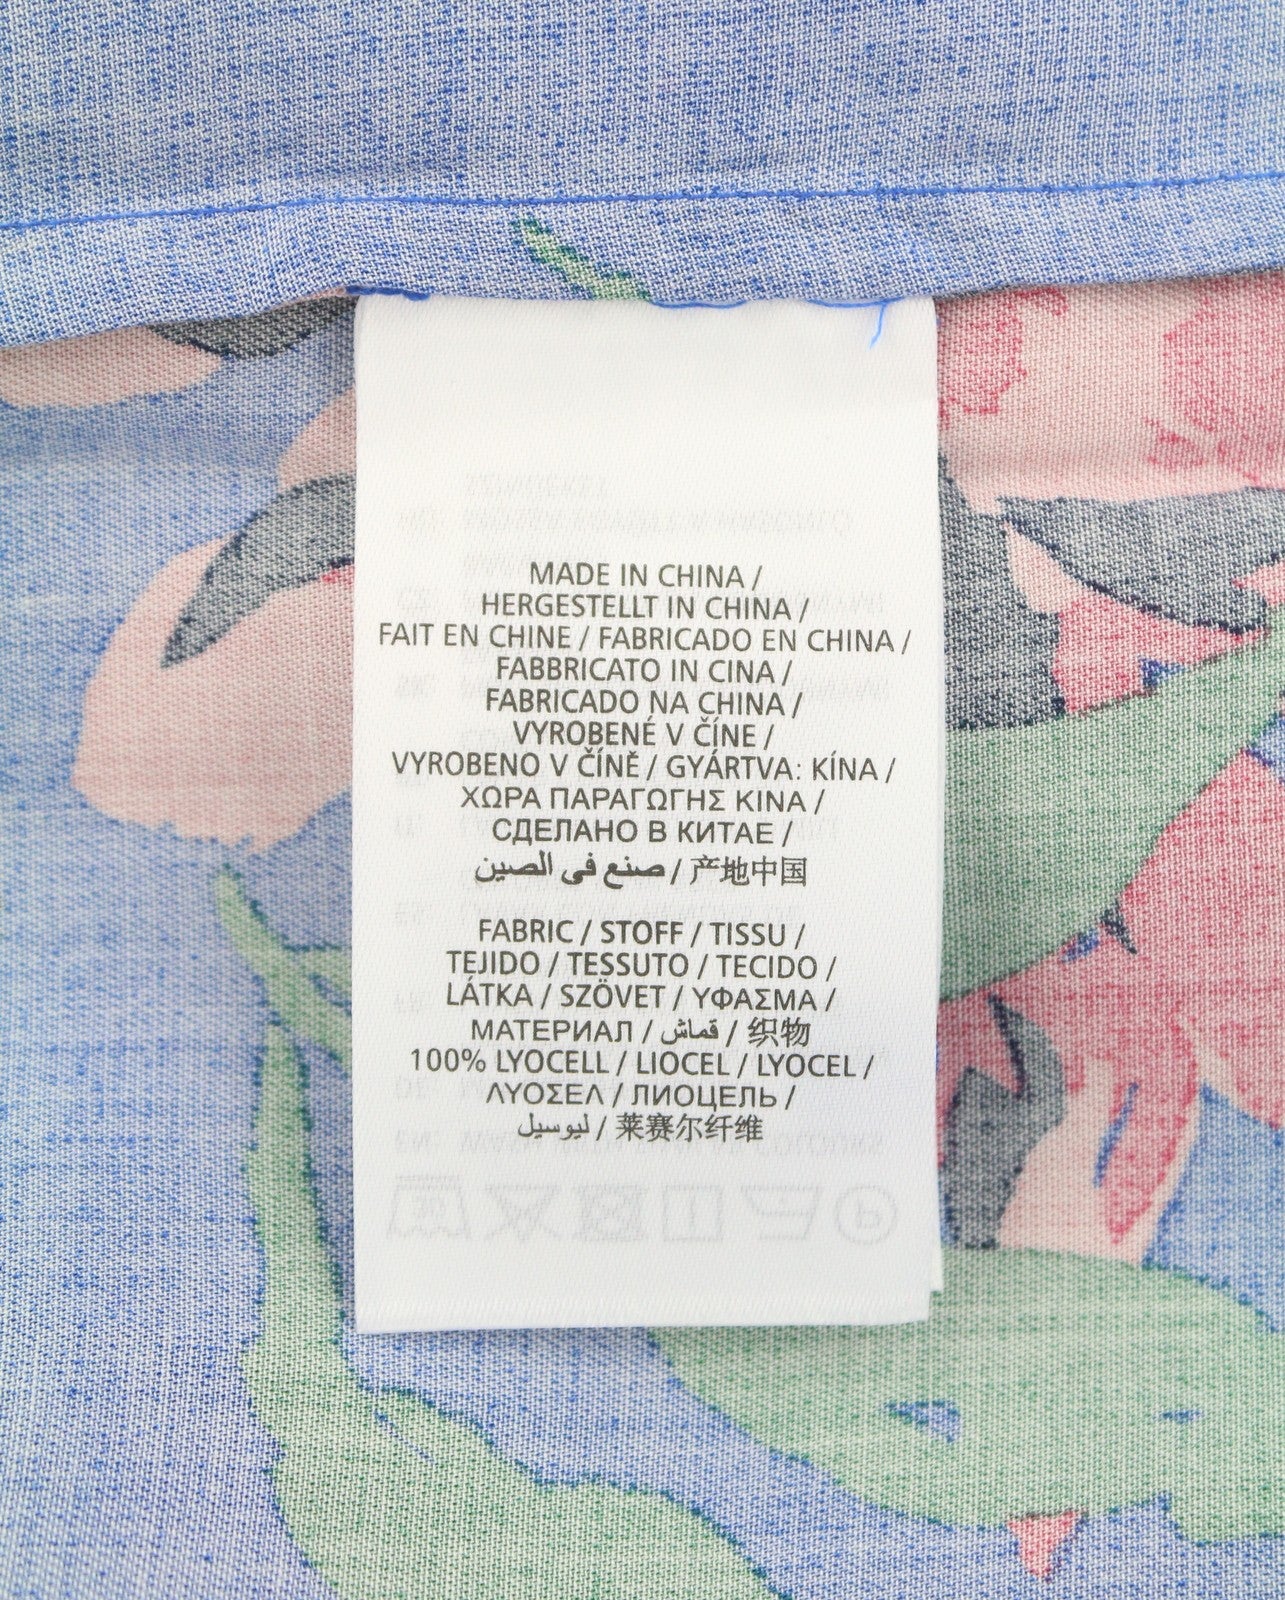 MADE IN CHINA /
HERGESTELLT IN CHINA /
FAIT EN CHINE / FABRICADO EN CHINA /
FABBRICATO IN CINA /
FABRICADO NA CHINA /
VYROBENÉ V ČÍNE /
VYROBENO V ČÍNĚ / GYÁRTVA: KÍNA /
ΧΩΡΑ ΠΑΡΑΓΩΓΗΣ ΚΙΝΑ /
СДЕЛАНО В КИТАЕ /
صنع في الصين / 产地中国
FABRIC / STOFF / TISSU /
TEJIDO / TESSUTO / TECIDO /
LÁTKA / SZÖVET / ΥΦΑΣΜΑ /
МАТЕРИАЛ / قماش / 织物
100% LYOCELL / LIOCEL / LYOCEL /
ΛΥΟΣΕΛ / ЛИОЦЕЛЬ /
ليوسيل / 莱赛尔纤维